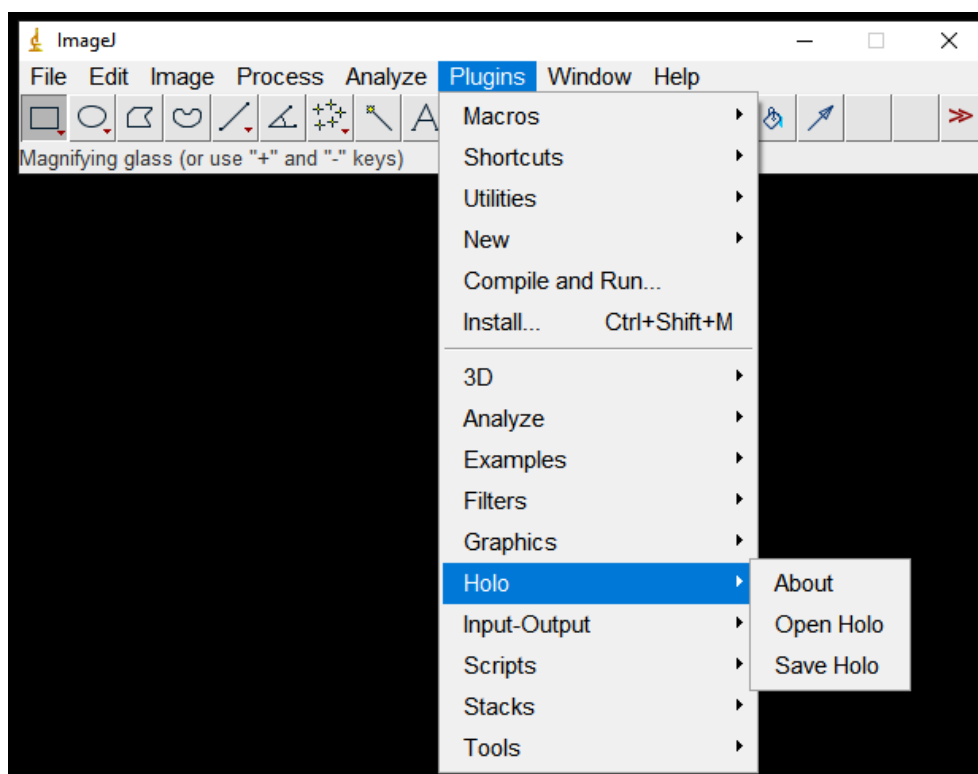 ImageJ
File Edit Image Process Analyze Plugins Window Help
A
Magnifying glass (or use "+" and "-" keys)
Macros
Shortcuts
Utilities
New
Compile and Run...
Install... Ctrl+Shift+M
3D
Analyze
Examples
Filters
Graphics
Holo
About
Input-Output
Open Holo
Scripts
Save Holo
Stacks
Tools